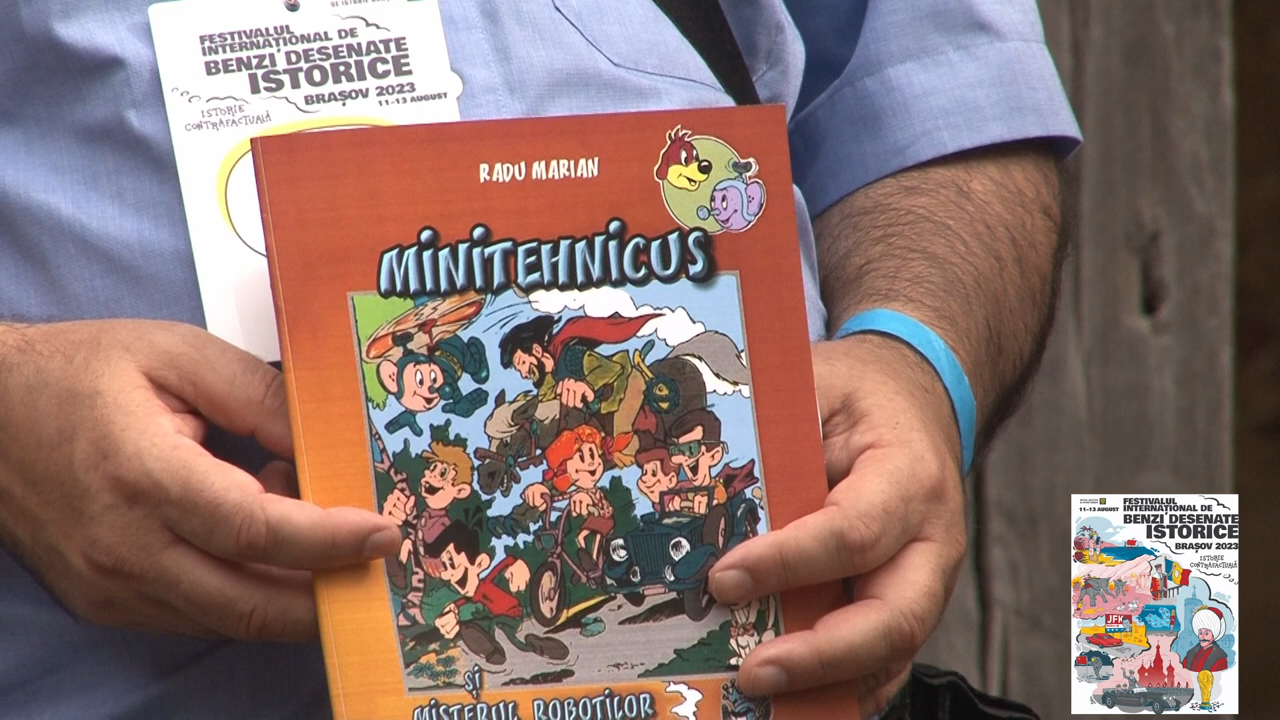 FESTIVALUL
INTERNAȚIONAL DE
BENZI DESENATE
ISTORICE
BRAȘOV 2023
11-13 AUGUST
ISTORIE
CONTRAFACTUALĂ
RADU MARIAN
MINITEHNICUS
ȘI
MISTERUL ROBOȚILOR
11-13 AUGUST
FESTIVALUL
INTERNAȚIONAL DE
BENZI DESENATE
ISTORICE
BRAȘOV 2023
ISTORIE
CONTRAFACTUALĂ
JFK